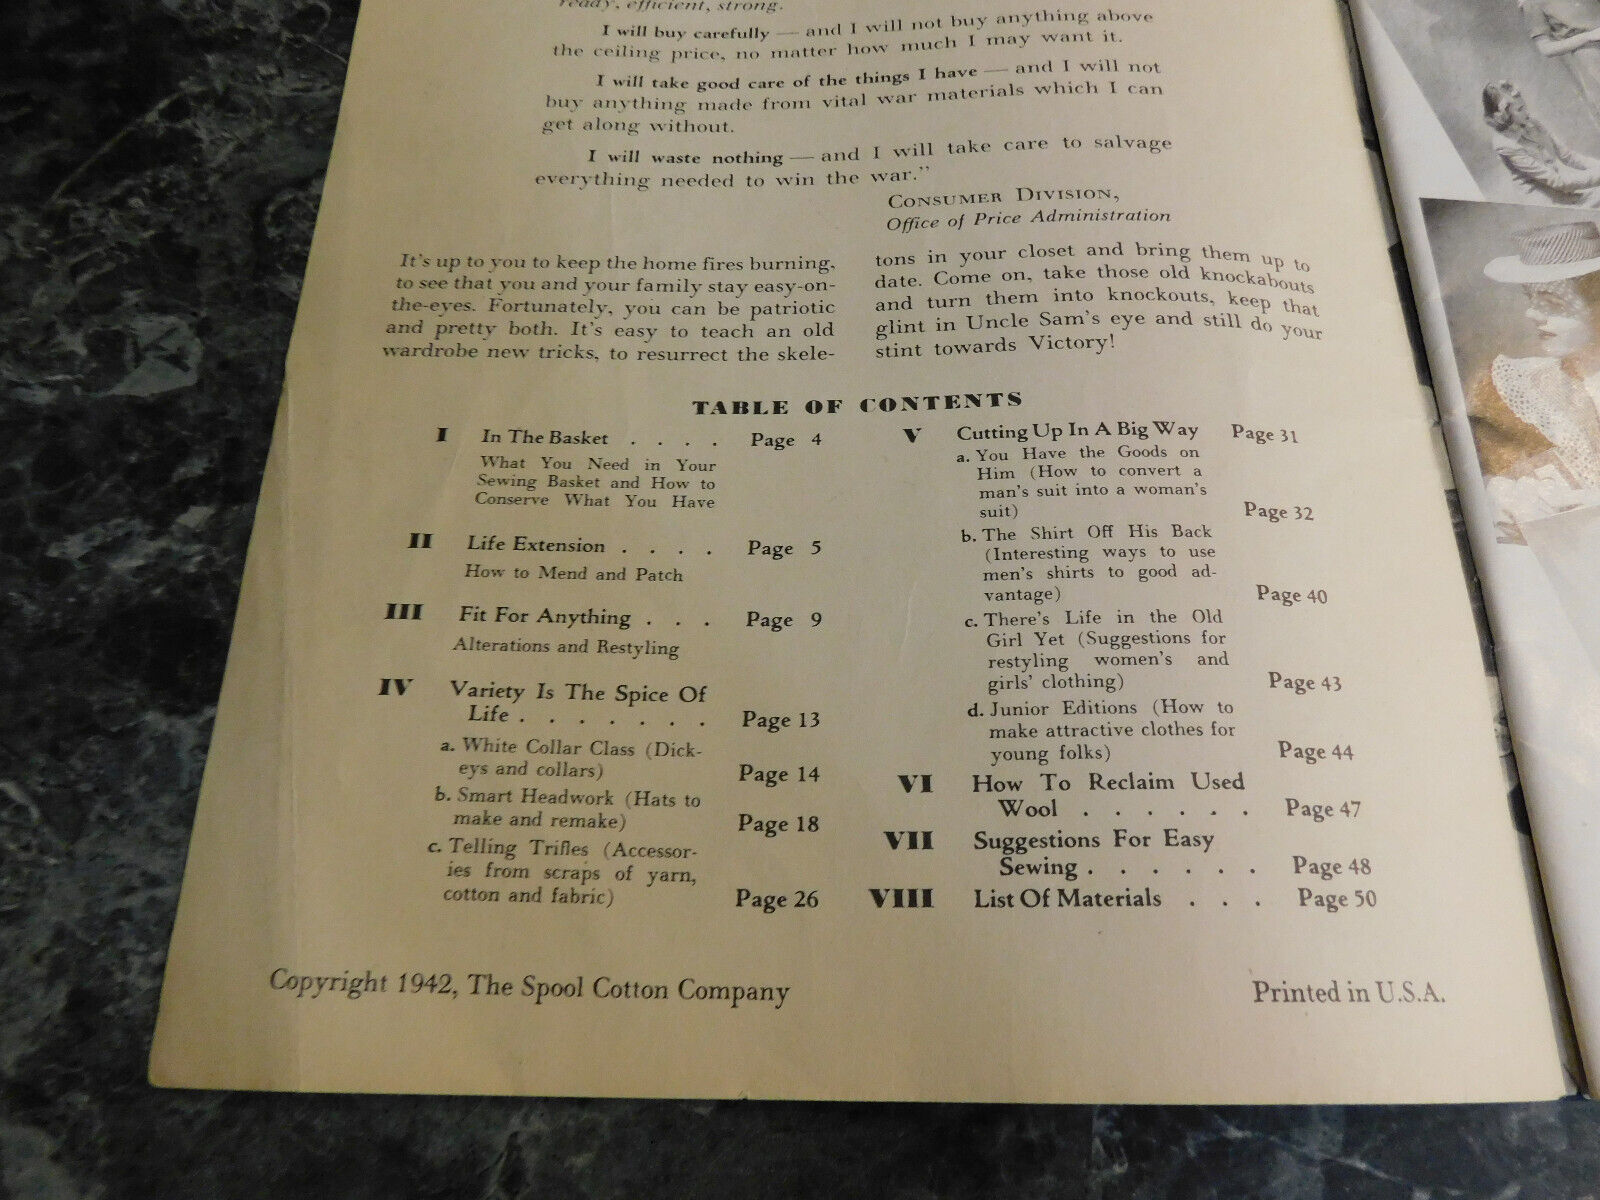 ready, efficient, strong.
I will buy carefully — and I will not buy anything above
the ceiling price, no matter how much I may want it.
I will take good care of the things I have — and I will not
buy anything made from vital war materials which I can
get along without.
I will waste nothing — and I will take care to salvage
everything needed to win the war."
CONSUMER DIVISION,
Office of Price Administration
It's up to you to keep the home fires burning,
to see that you and your family stay easy-on-
the-eyes. Fortunately, you can be patriotic
and pretty both. It's easy to teach an old
wardrobe new tricks, to resurrect the skele-
tons in your closet and bring them up to
date. Come on, take those old knockabouts
and turn them into knockouts, keep that
glint in Uncle Sam's eye and still do your
stint towards Victory!
TABLE OF CONTENTS
I In The Basket . . . . Page 4
What You Need in Your
Sewing Basket and How to
Conserve What You Have
II Life Extension . . . . Page 5
How to Mend and Patch
III Fit For Anything . . . Page 9
Alterations and Restyling
IV Variety Is The Spice Of
Life . . . . . . . Page 13
a. White Collar Class (Dick-
eys and collars) Page 14
b. Smart Headwork (Hats to
make and remake) Page 18
c. Telling Trifles (Accessor-
ies from scraps of yarn,
cotton and fabric) Page 26
V Cutting Up In A Big Way Page 31
a. You Have the Goods on
Him (How to convert a
man's suit into a woman's
suit) Page 32
b. The Shirt Off His Back
(Interesting ways to use
men's shirts to good ad-
vantage) Page 40
c. There's Life in the Old
Girl Yet (Suggestions for
restyling women's and
girls' clothing) Page 43
d. Junior Editions (How to
make attractive clothes for
young folks) Page 44
VI How To Reclaim Used
Wool . . . . . . Page 47
VII Suggestions For Easy
Sewing . . . . . . Page 48
VIII List Of Materials . . . Page 50
Copyright 1942, The Spool Cotton Company
Printed in U.S.A.